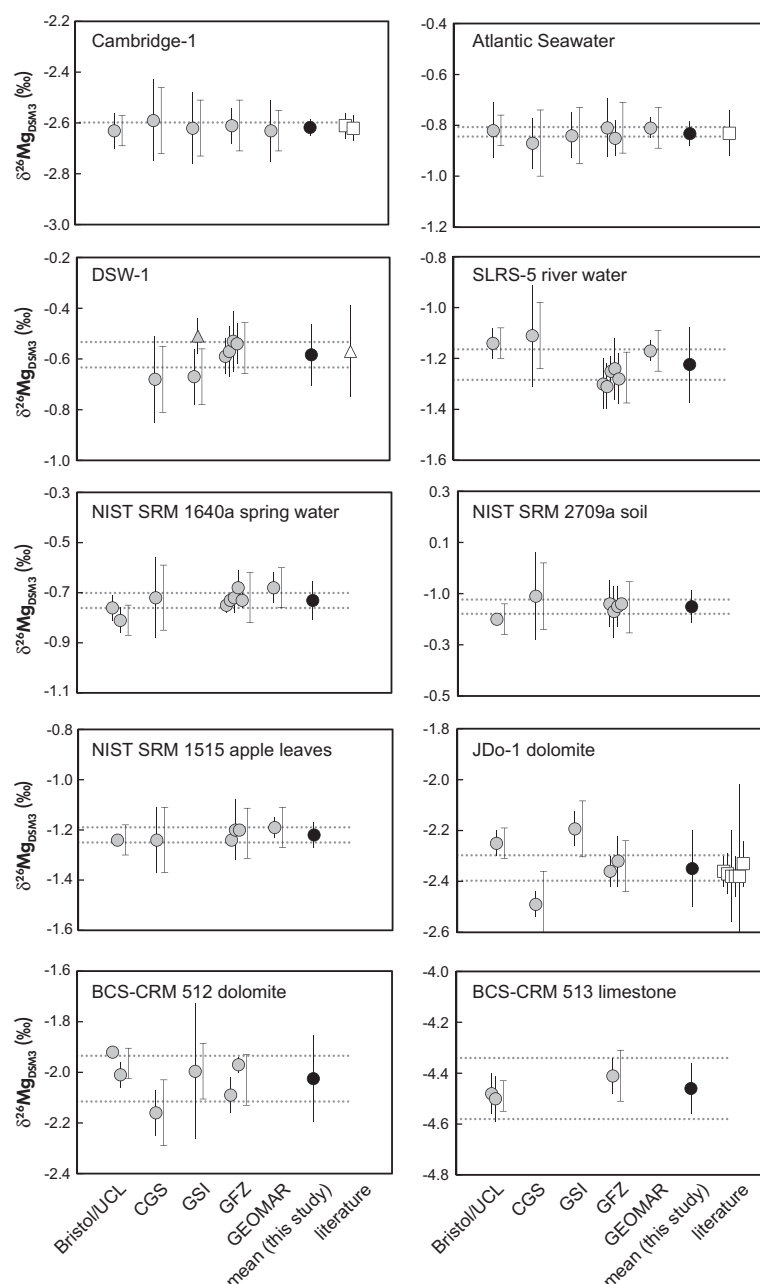 Cambridge-1
δ26MgDSM3 (‰)
-2.2
-2.4
-2.6
-2.8
-3.0
Atlantic Seawater
-0.4
-0.6
-0.8
-1.0
-1.2
DSW-1
δ26MgDSM3 (‰)
-0.2
-0.4
-0.6
-0.8
-1.0
SLRS-5 river water
-0.8
-1.0
-1.2
-1.4
-1.6
NIST SRM 1640a spring water
δ26MgDSM3 (‰)
-0.3
-0.5
-0.7
-0.9
-1.1
NIST SRM 2709a soil
0.3
0.1
-1.0
-0.3
-0.5
NIST SRM 1515 apple leaves
δ26MgDSM3 (‰)
-0.8
-1.0
-1.2
-1.4
-1.6
JDo-1 dolomite
-1.8
-2.0
-2.2
-2.4
-2.6
BCS-CRM 512 dolomite
δ26MgDSM3 (‰)
-1.6
-1.8
-2.0
-2.2
-2.4
BCS-CRM 513 limestone
-4.0
-4.2
-4.4
-4.6
-4.8
Bristol/UCL
CGS
GSI
GFZ
GEOMAR
mean (this study)
literature
Bristol/UCL
CGS
GSI
GFZ
GEOMAR
mean (this study)
literature